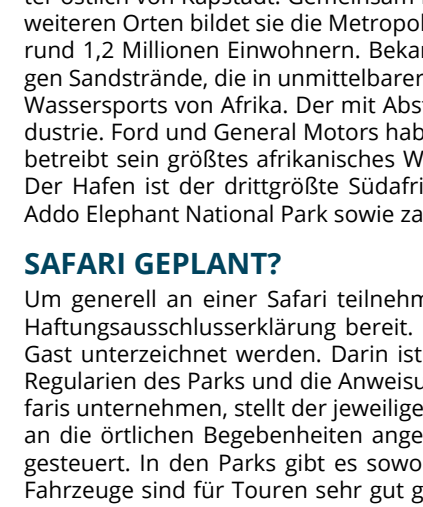 ter östlich von Kapstadt. Gemeinsam
weiteren Orten bildet sie die Metropol
rund 1,2 Millionen Einwohnern. Bekar
gen Sandstrände, die in unmittelbarer
Wassersports von Afrika. Der mit Abst
dustrie. Ford und General Motors hab
betreibt sein größtes afrikanisches W
Der Hafen ist der drittgrößte Südafri
Addo Elephant National Park sowie za
SAFARI GEPLANT?
Um generell an einer Safari teilnehm
Haftungsausschlusserklärung bereit.
Gast unterzeichnet werden. Darin ist
Regularien des Parks und die Anweisu
faris unternehmen, stellt der jeweilige
an die örtlichen Begebenheiten ange
gesteuert. In den Parks gibt es sowo
Fahrzeuge sind für Touren sehr gut g